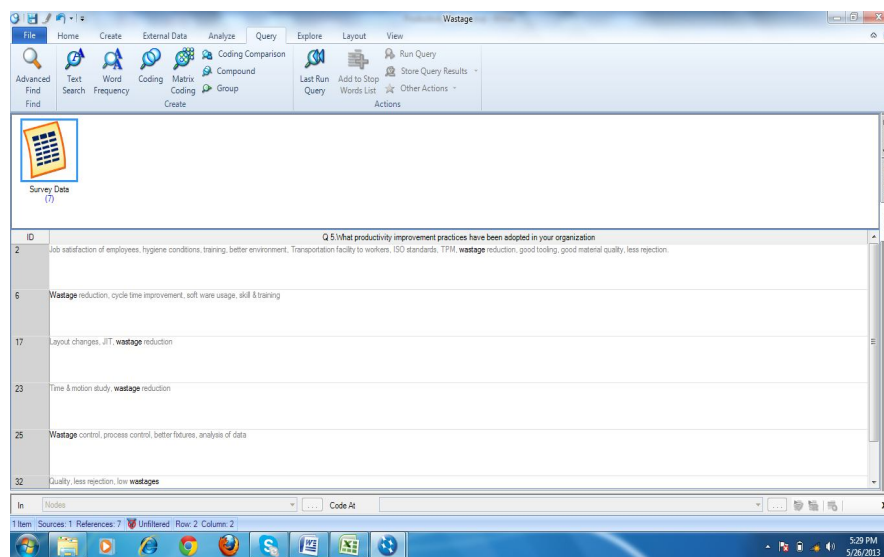 Wastage
File Home Create External Data Analyze Query Explore Layout View
Advanced Find
Text Search
Word Frequency
Coding
Matrix Coding
Coding Comparison
Compound
Group
Last Run Query
Add to Stop Words List
Run Query
Store Query Results
Other Actions
Find Create Actions
Survey Data
(7)
ID Q 5.What productivity improvement practices have been adopted in your organization
2 Job satisfaction of employees, hygiene conditions, training, better environment, Transportation facility to workers, ISO standards, TPM, wastage reduction, good tooling, good material quality, less rejection.
6 Wastage reduction, cycle time improvement, soft ware usage, skill & training
17 Layout changes, JIT, wastage reduction
23 Time & motion study, wastage reduction
25 Wastage control, process control, better fixtures, analysis of data
32 Quality, less rejection, low wastages
In Nodes ... Code At ...
1 Item Sources: 1 References: 7 Unfiltered Row: 2 Column: 2
5:29 PM
5/26/2013